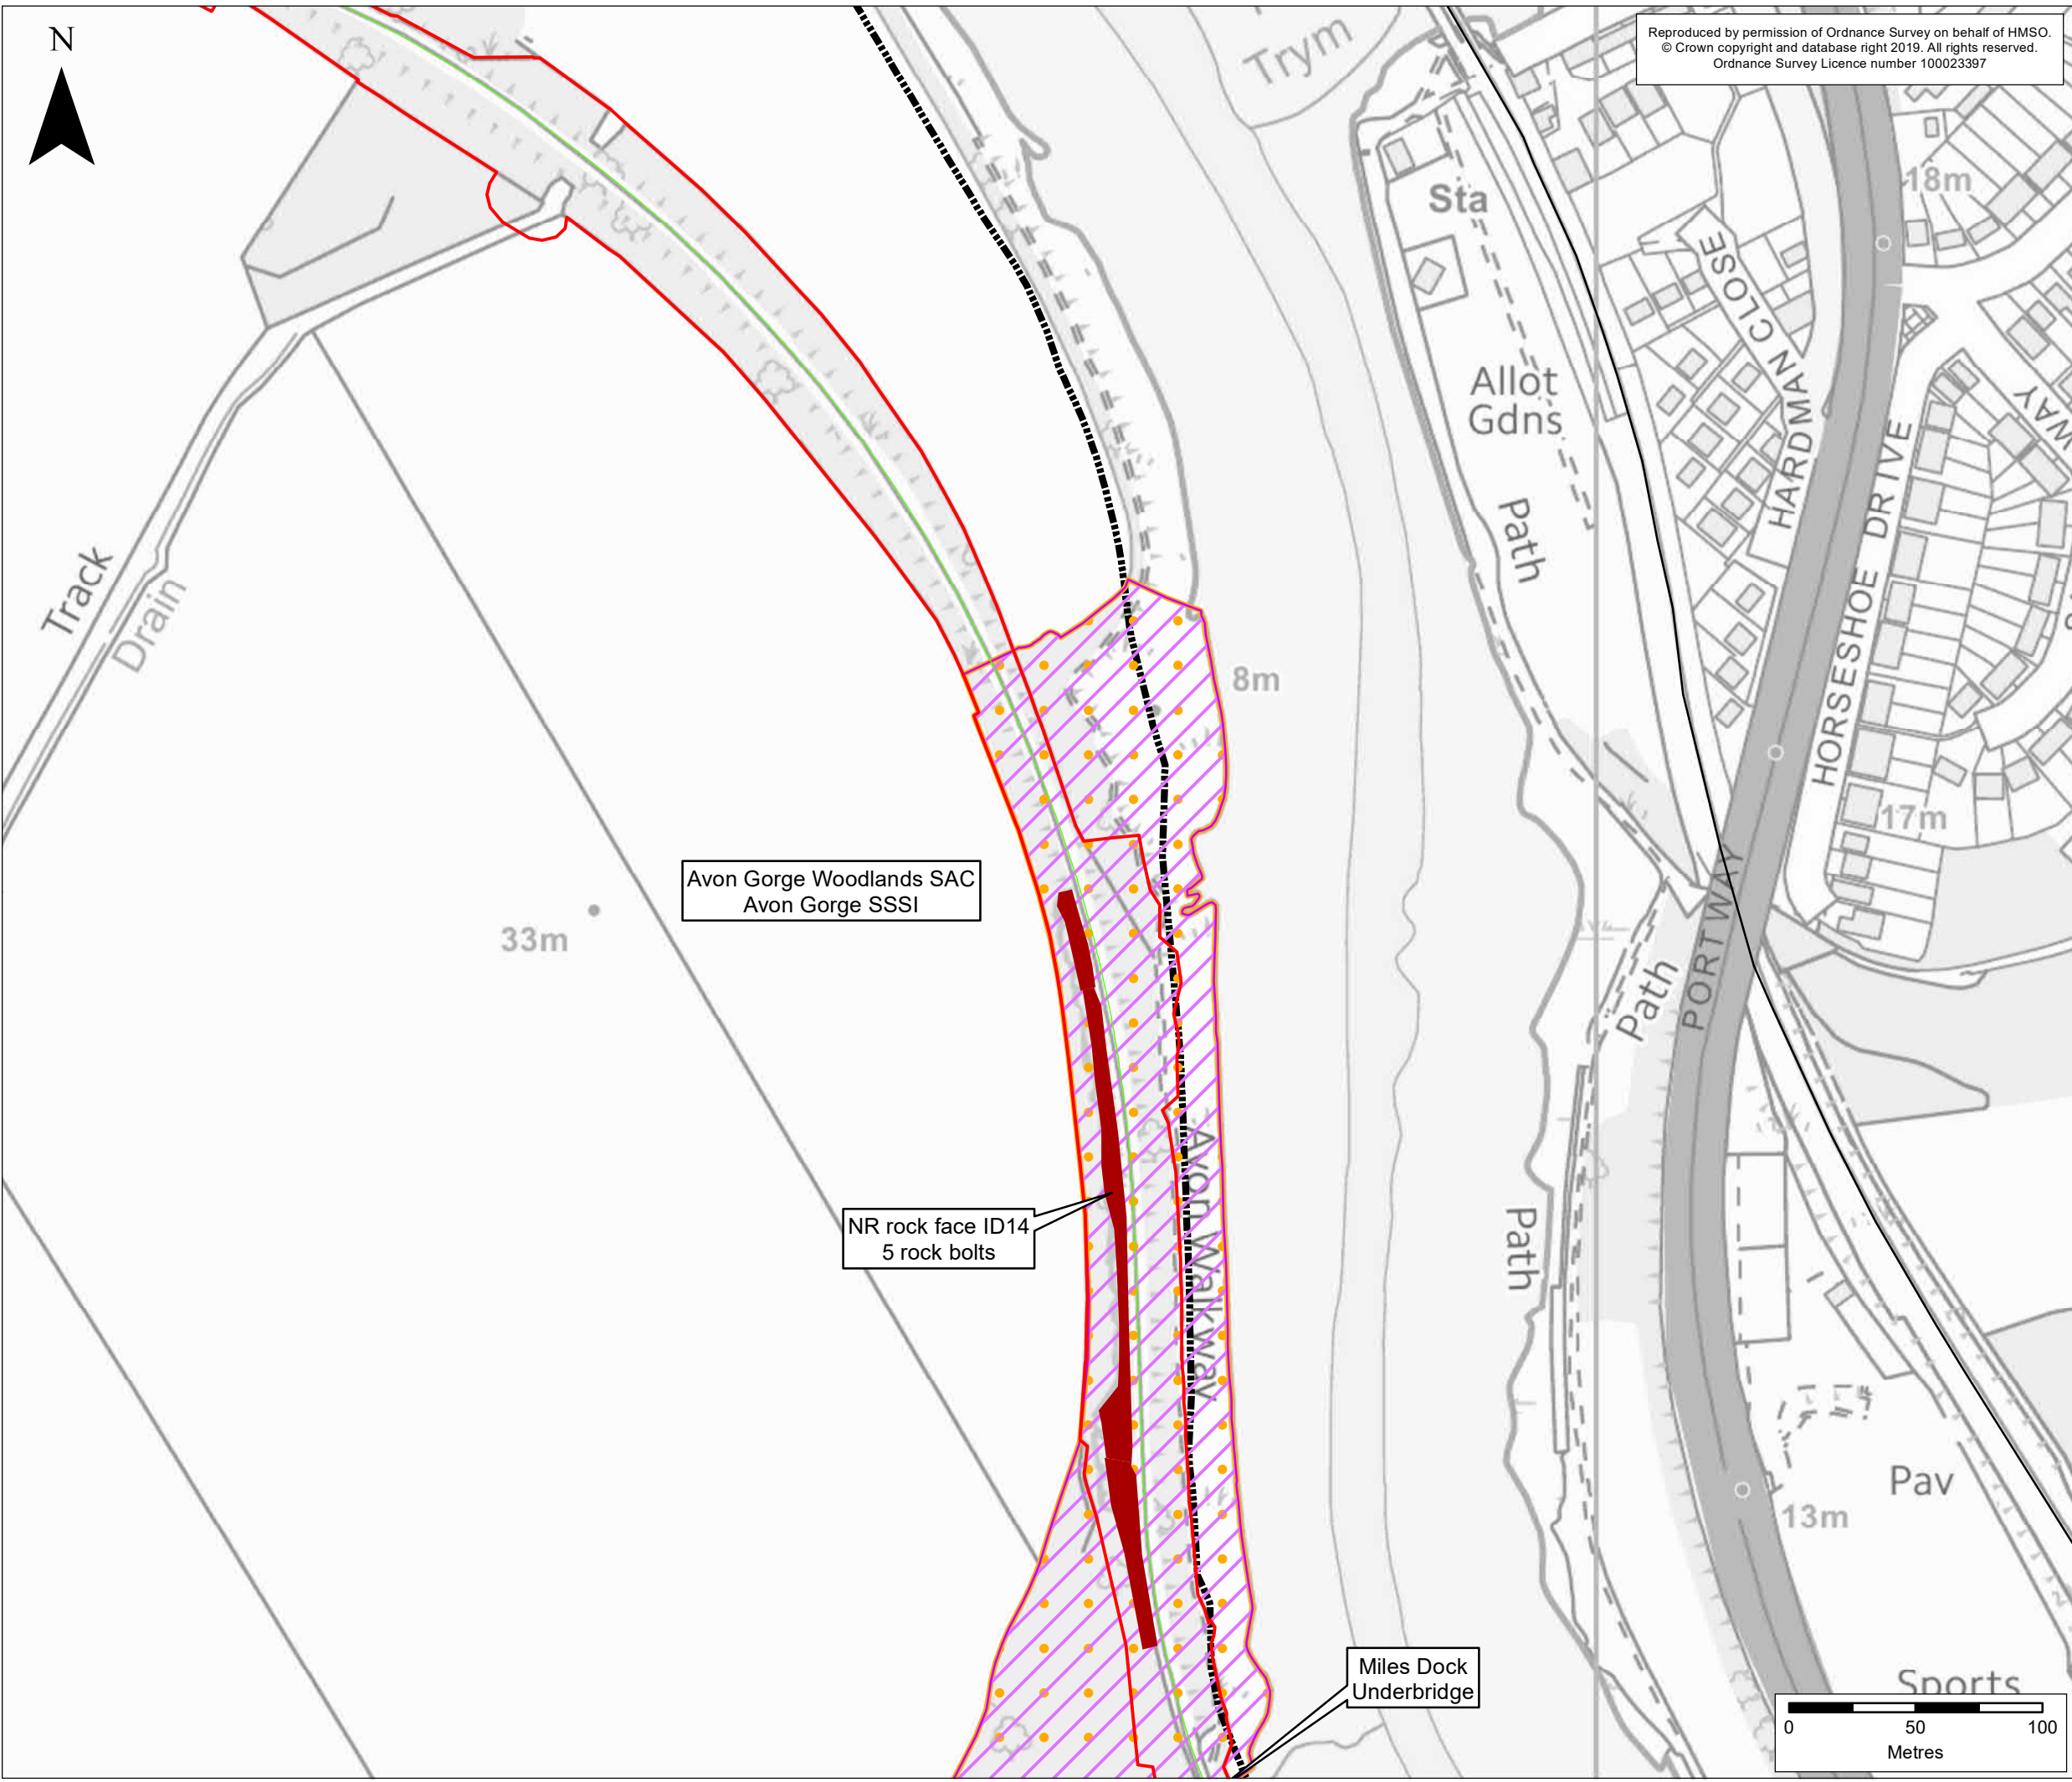 N
Reproduced by permission of Ordnance Survey on behalf of HMSO.
© Crown copyright and database right 2019. All rights reserved.
Ordnance Survey Licence number 100023397
Trym
18m
Sta
HARDMAN CLOSE
Allot
Gdns
WAY
HORSESHOE DRIVE
Path
Track
Drain
8m
17m
Avon Gorge Woodlands SAC
Avon Gorge SSSI
33m
PORTWAY
Path
Avon Walkway
NR rock face ID14
5 rock bolts
Path
Pav
13m
Miles Dock
Underbridge
Sports
0 50 100
Metres